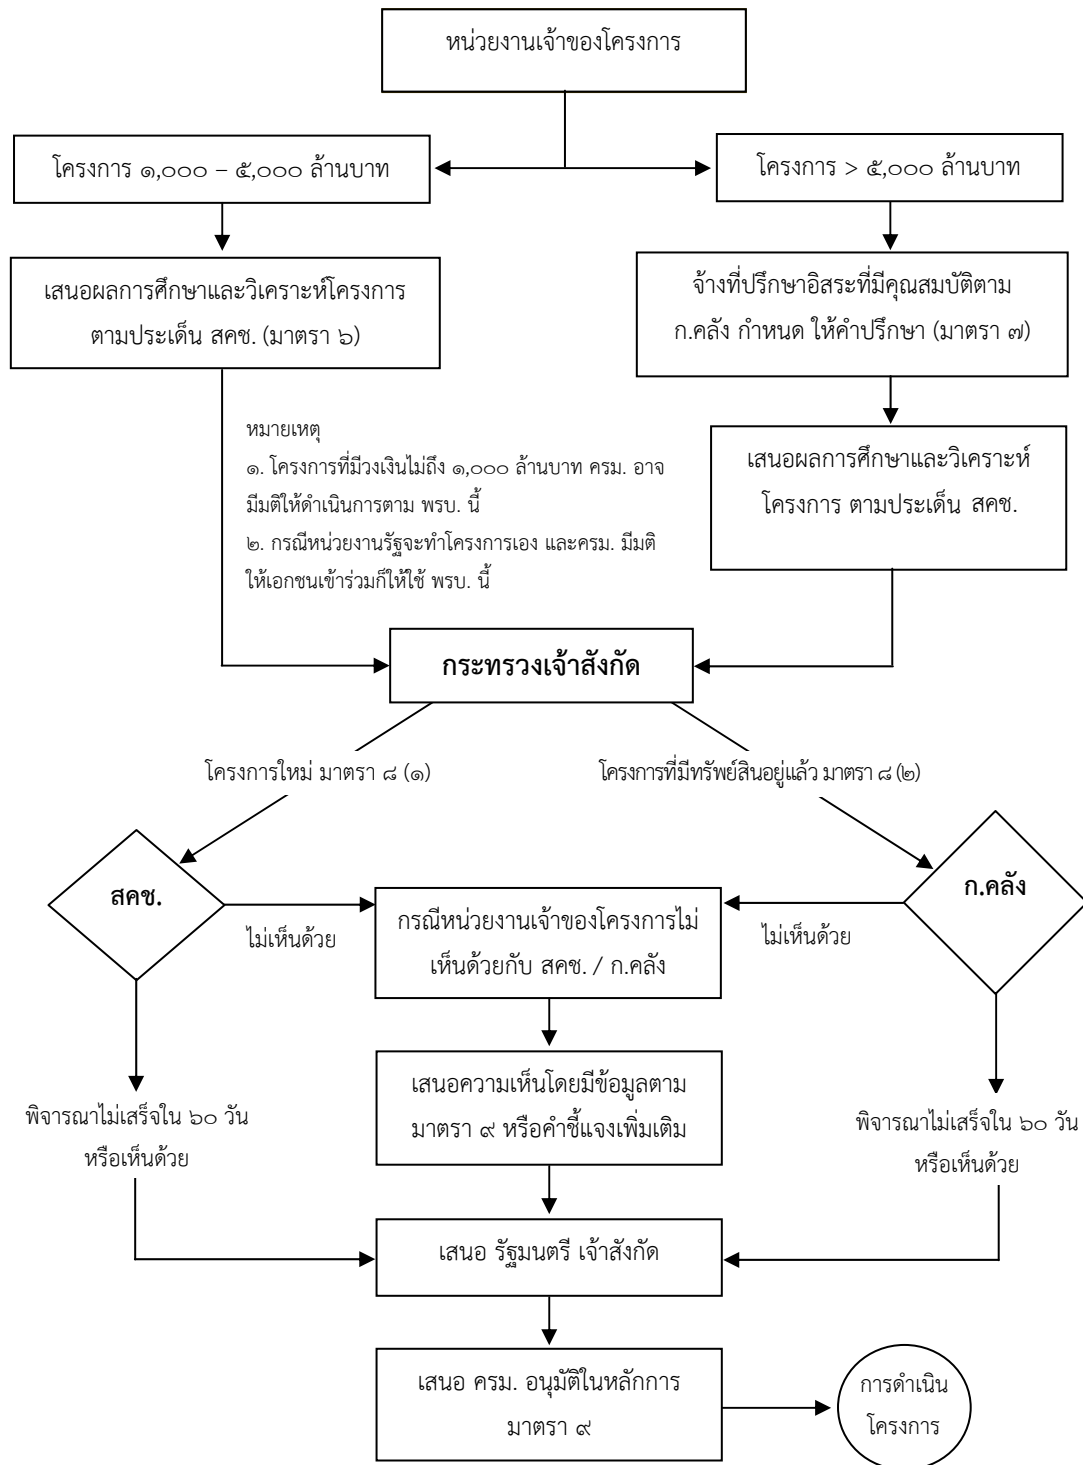 หน่วยงานเจ้าของโครงการ
โครงการ ๑,๐๐๐ – ๕,๐๐๐ ล้านบาท
โครงการ > ๕,๐๐๐ ล้านบาท
เสนอผลการศึกษาและวิเคราะห์โครงการ
ตามประเด็น สคช. (มาตรา ๖)
จ้างที่ปรึกษาอิสระที่มีคุณสมบัติตาม
ก.คลัง กำหนด ให้คำปรึกษา (มาตรา ๗)
หมายเหตุ
๑. โครงการที่มีวงเงินไม่ถึง ๑,๐๐๐ ล้านบาท ครม. อาจ
มีมติให้ดำเนินการตาม พรบ. นี้
๒. กรณีหน่วยงานรัฐจะทำโครงการเอง และครม. มีมติ
ให้เอกชนเข้าร่วมก็ให้ใช้ พรบ. นี้
เสนอผลการศึกษาและวิเคราะห์
โครงการ ตามประเด็น สคช.
กระทรวงเจ้าสังกัด
โครงการใหม่ มาตรา ๘ (๑)
โครงการที่มีทรัพย์สินอยู่แล้ว มาตรา ๘ (๒)
สคช.
ก.คลัง
ไม่เห็นด้วย
กรณีหน่วยงานเจ้าของโครงการไม่
เห็นด้วยกับ สคช. / ก.คลัง
ไม่เห็นด้วย
เสนอความเห็นโดยมีข้อมูลตาม
มาตรา ๙ หรือคำชี้แจงเพิ่มเติม
พิจารณาไม่เสร็จใน ๖๐ วัน
หรือเห็นด้วย
พิจารณาไม่เสร็จใน ๖๐ วัน
หรือเห็นด้วย
เสนอ รัฐมนตรี เจ้าสังกัด
เสนอ ครม. อนุมัติในหลักการ
มาตรา ๙
การดำเนิน
โครงการ